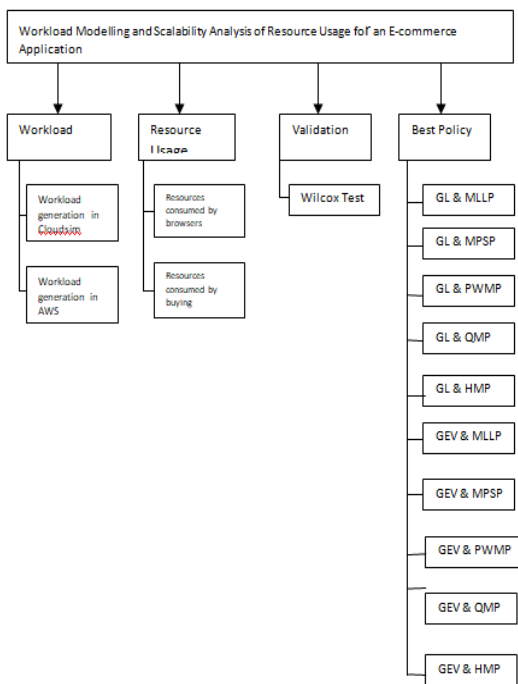 Workload Modelling and Scalability Analysis of Resource Usage for an E-commerce
Application
Workload
Resource
Usage
Validation
Best Policy
Workload
generation in
Cloudsim
Workload
generation in
AWS
Resources
consumed by
browsers
Resources
consumed by
buying
Wilcox Test
GL & MLLP
GL & MPSP
GL & PWMP
GL & QMP
GL & HMP
GEV & MLLP
GEV & MPSP
GEV & PWMP
GEV & QMP
GEV & HMP